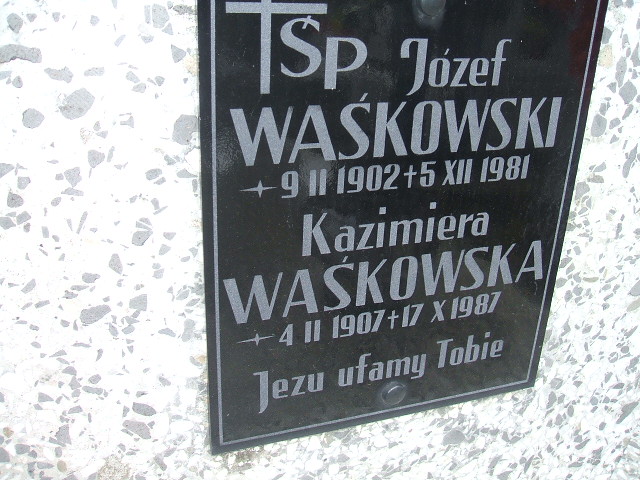 ŚP Józef
WAŚKOWSKI
9 II 1902 + 5 XII 1981
Kazimiera
WAŚKOWSKA
4 II 1907 + 17 X 1987
Jezu ufamy Tobie